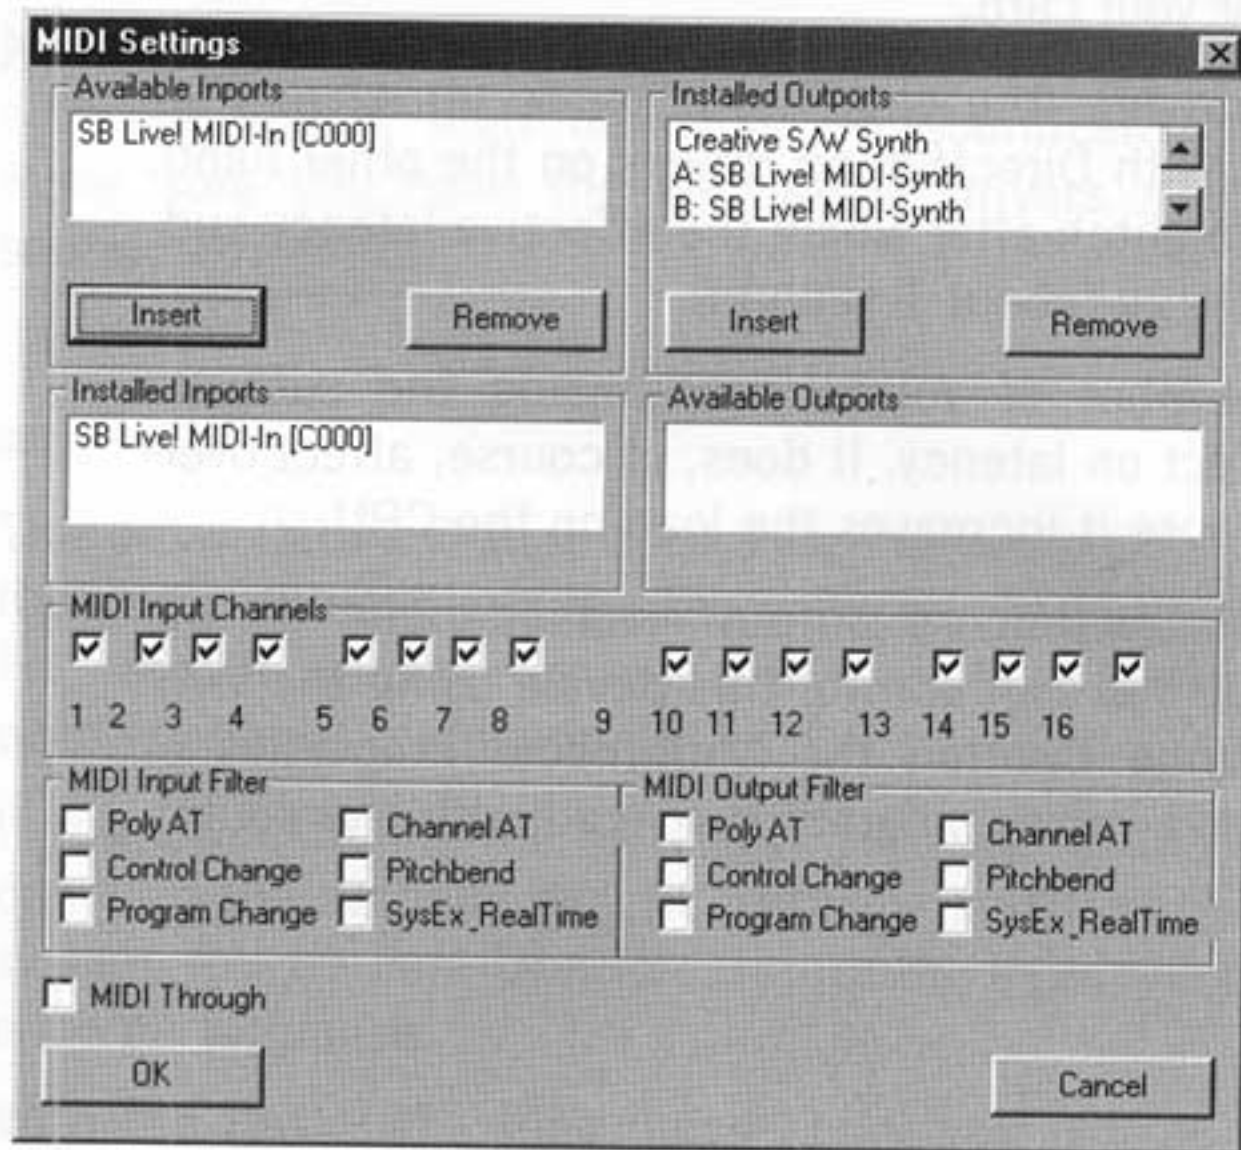 MIDI Settings
Available Inports
SB Live! MIDI-In [C000]
Insert
Remove
Installed Outports
Creative S/W Synth
A: SB Live! MIDI-Synth
B: SB Live! MIDI-Synth
Insert
Remove
Installed Inports
SB Live! MIDI-In [C000]
Available Outports
MIDI Input Channels
1 2 3 4 5 6 7 8 9 10 11 12 13 14 15 16
MIDI Input Filter
Poly AT
Channel AT
Control Change
Pitchbend
Program Change
SysEx_RealTime
MIDI Output Filter
Poly AT
Channel AT
Control Change
Pitchbend
Program Change
SysEx_RealTime
MIDI Through
OK
Cancel